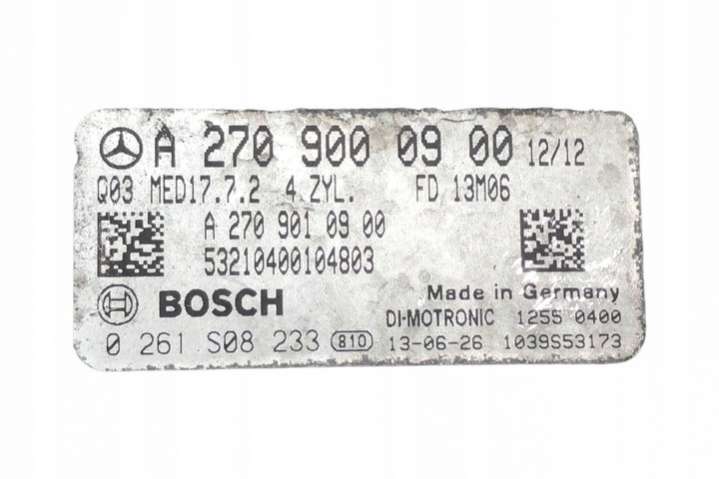 A 270 900 09 00 12/12
Q03 MED17.7.2 4.ZYL. FD 13M06
A 270 901 09 00
53210400104803
BOSCH
Made in Germany
DI-MOTRONIC 1255 0400
0 261 S08 233 810 13-06-26 1039S53173